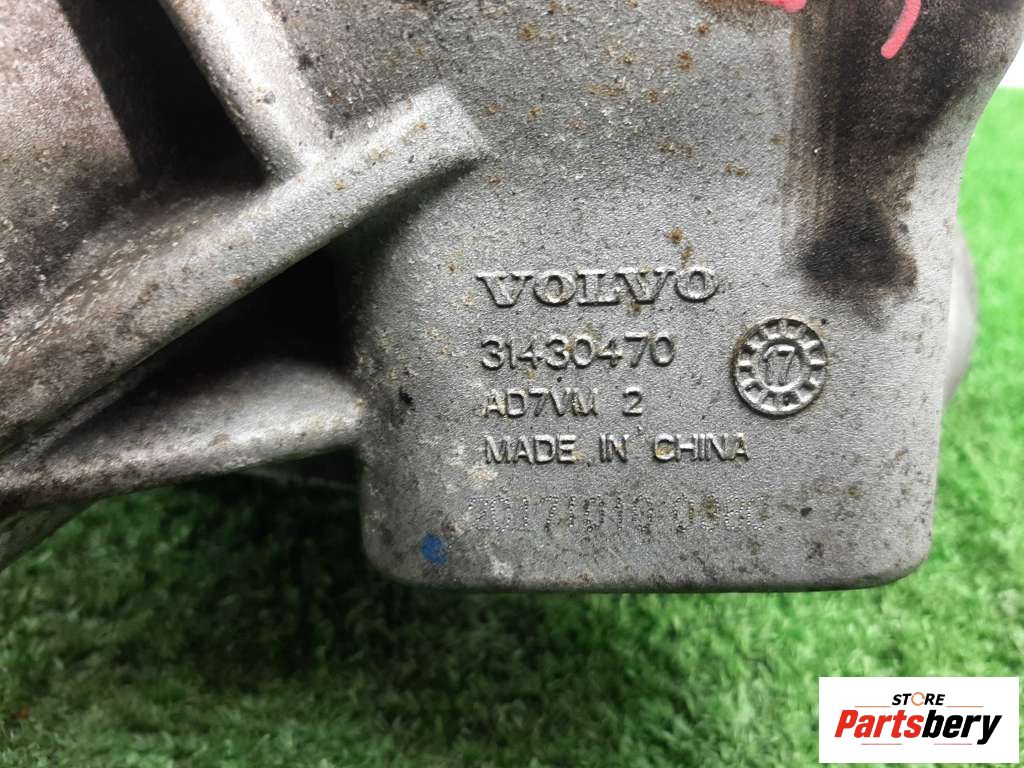 VOLVO
31430470
17
AD7VM 2
MADE IN CHINA
STORE
Partsbery